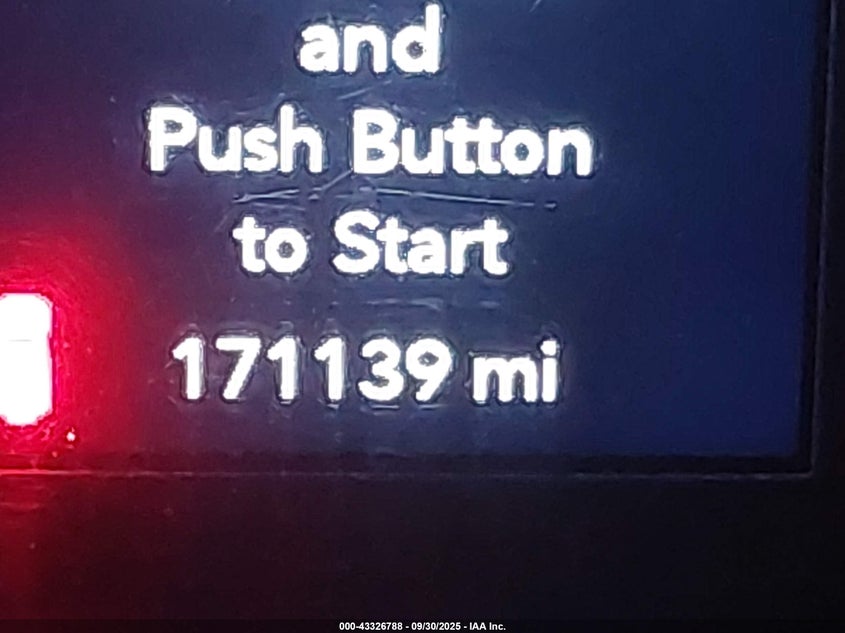 and
Push Button
to Start
171139 mi
000-43326788 - 09/30/2025 - IAA Inc.